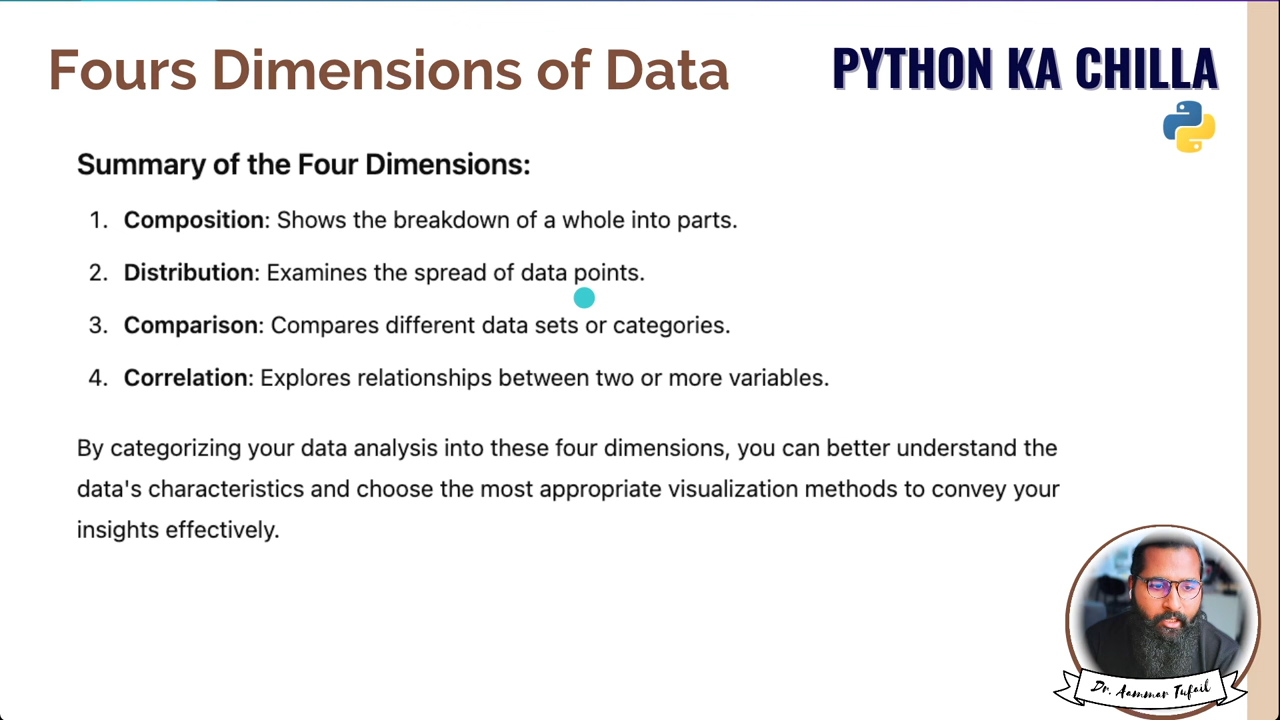 Fours Dimensions of Data
PYTHON KA CHILLA
Summary of the Four Dimensions:
1. Composition: Shows the breakdown of a whole into parts.
2. Distribution: Examines the spread of data points.
3. Comparison: Compares different data sets or categories.
4. Correlation: Explores relationships between two or more variables.
By categorizing your data analysis into these four dimensions, you can better understand the
data's characteristics and choose the most appropriate visualization methods to convey your
insights effectively.
Dr. Aammar Tufail